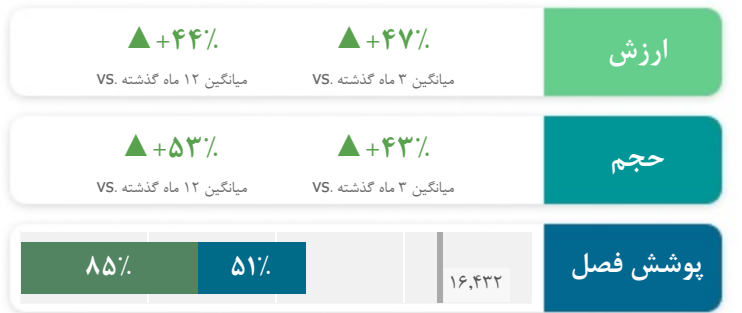 ارزش
▲+۴۷٪ ▲+۴۴٪
میانگین ۳ ماه گذشته .VS میانگین ۱۲ ماه گذشته .VS
حجم
▲+۴۳٪ ▲+۵۳٪
میانگین ۳ ماه گذشته .VS میانگین ۱۲ ماه گذشته .VS
پوشش فصل
۸۵٪ ۵۱٪
۱۶,۴۳۲